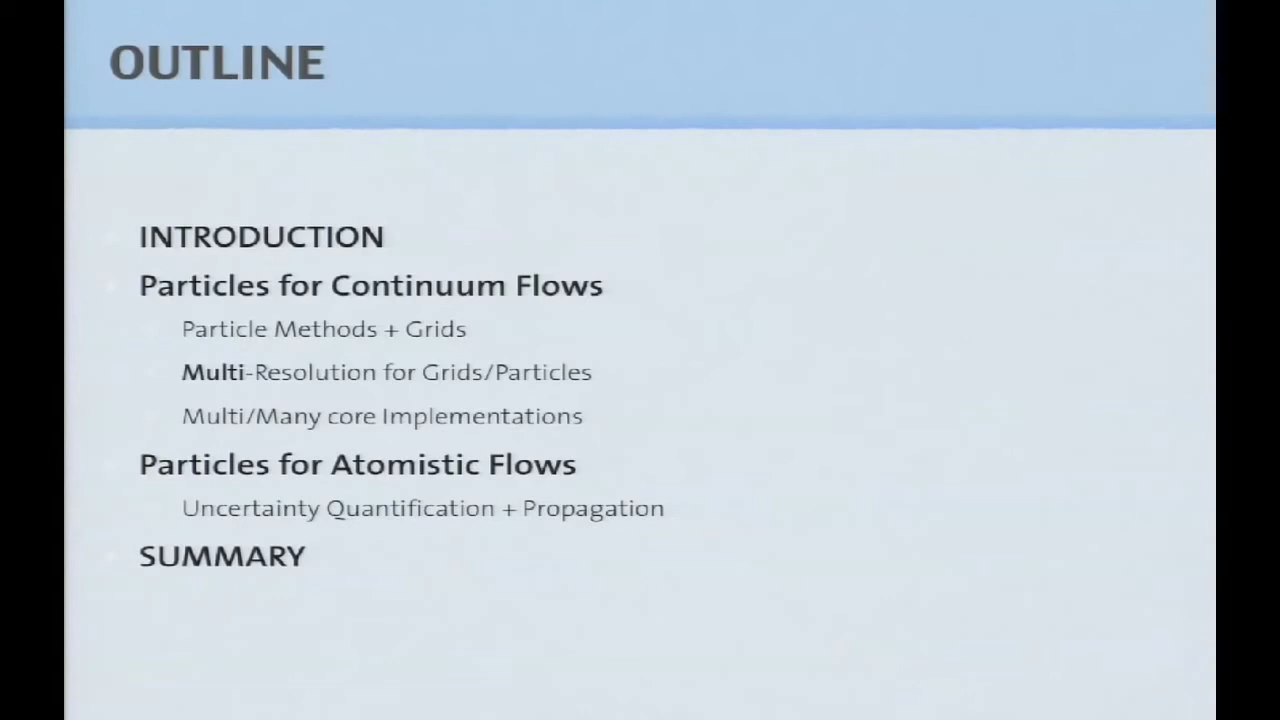 OUTLINE
INTRODUCTION
Particles for Continuum Flows
Particle Methods + Grids
Multi-Resolution for Grids/Particles
Multi/Many core Implementations
Particles for Atomistic Flows
Uncertainty Quantification + Propagation
SUMMARY